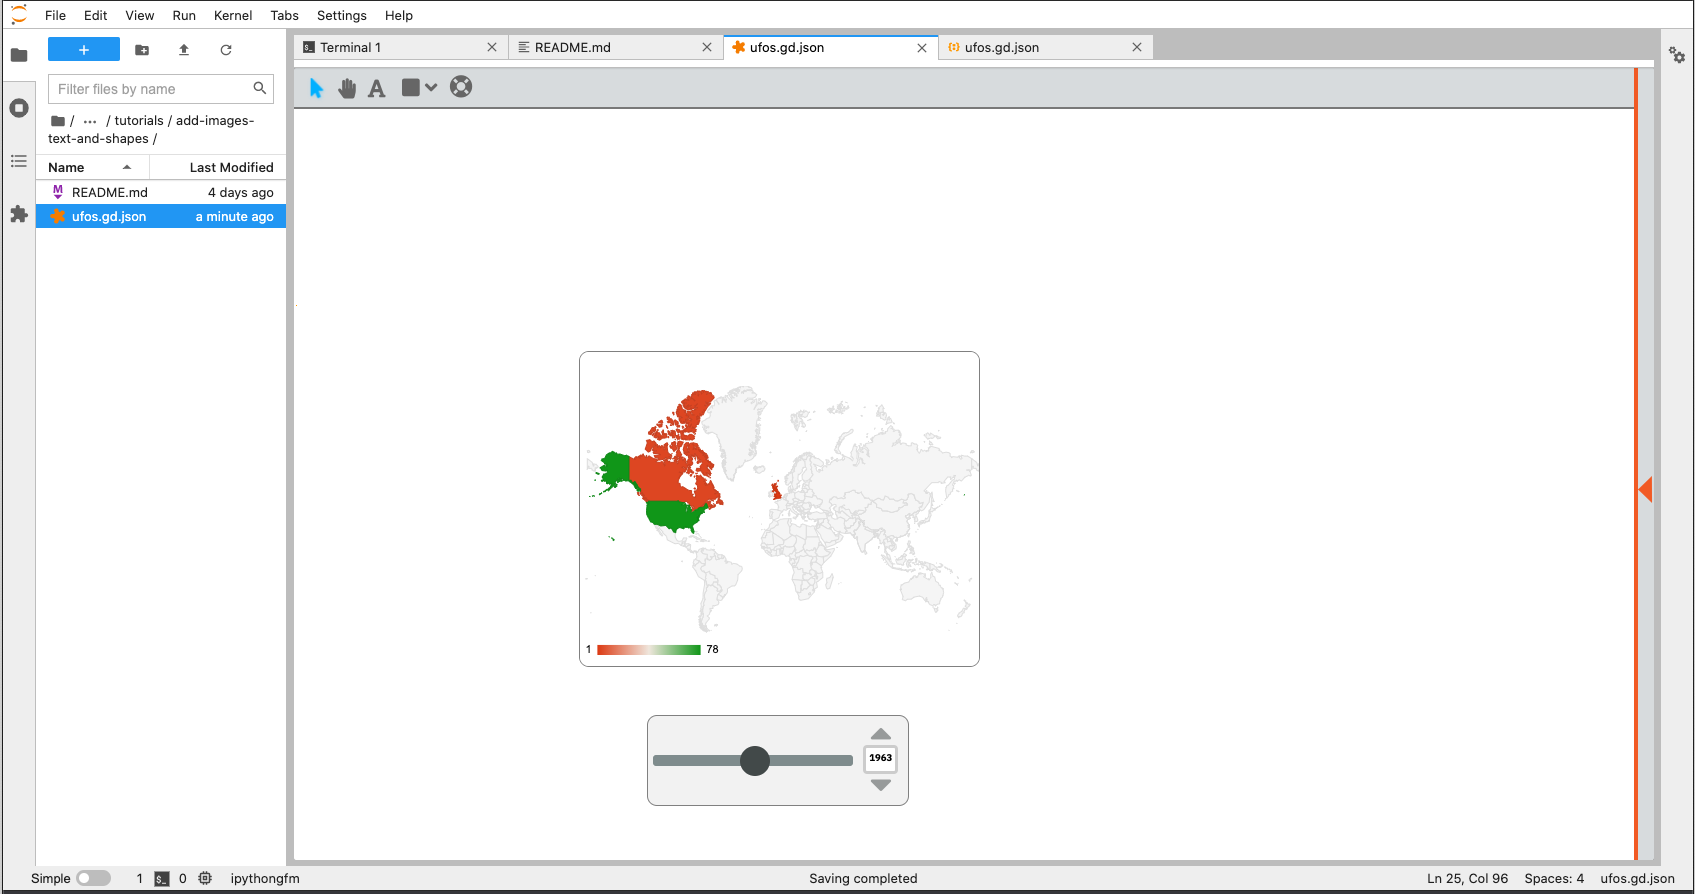 File Edit View Run Kernel Tabs Settings Help
Terminal 1 README.md ufos.gd.json ufos.gd.json
Filter files by name
/ ... / tutorials / add-images-
text-and-shapes /
Name Last Modified
README.md 4 days ago
ufos.gd.json a minute ago
A
1 78
1963
Simple 1 $_ 0 ipythongfm Saving completed Ln 25, Col 96 Spaces: 4 ufos.gd.json